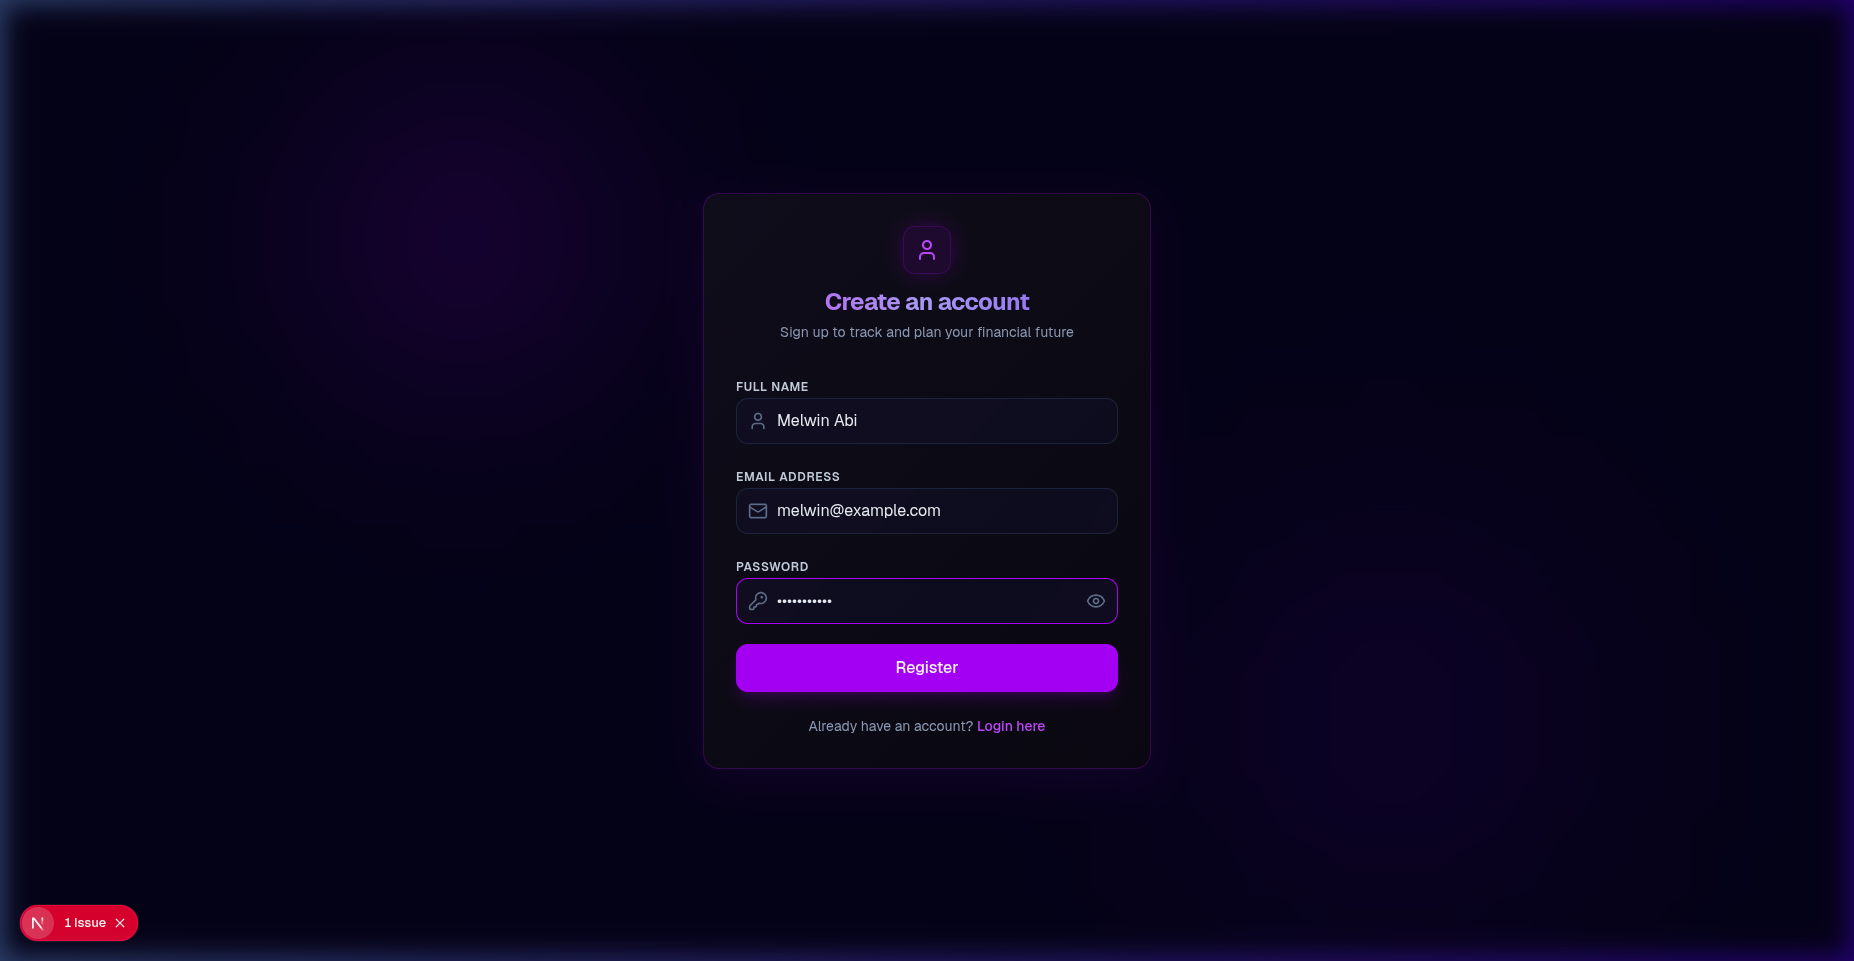 Create an account
Sign up to track and plan your financial future
FULL NAME
Melwin Abi
EMAIL ADDRESS
melwin@example.com
PASSWORD
•••••••••••
Register
Already have an account? Login here
N 1 Issue